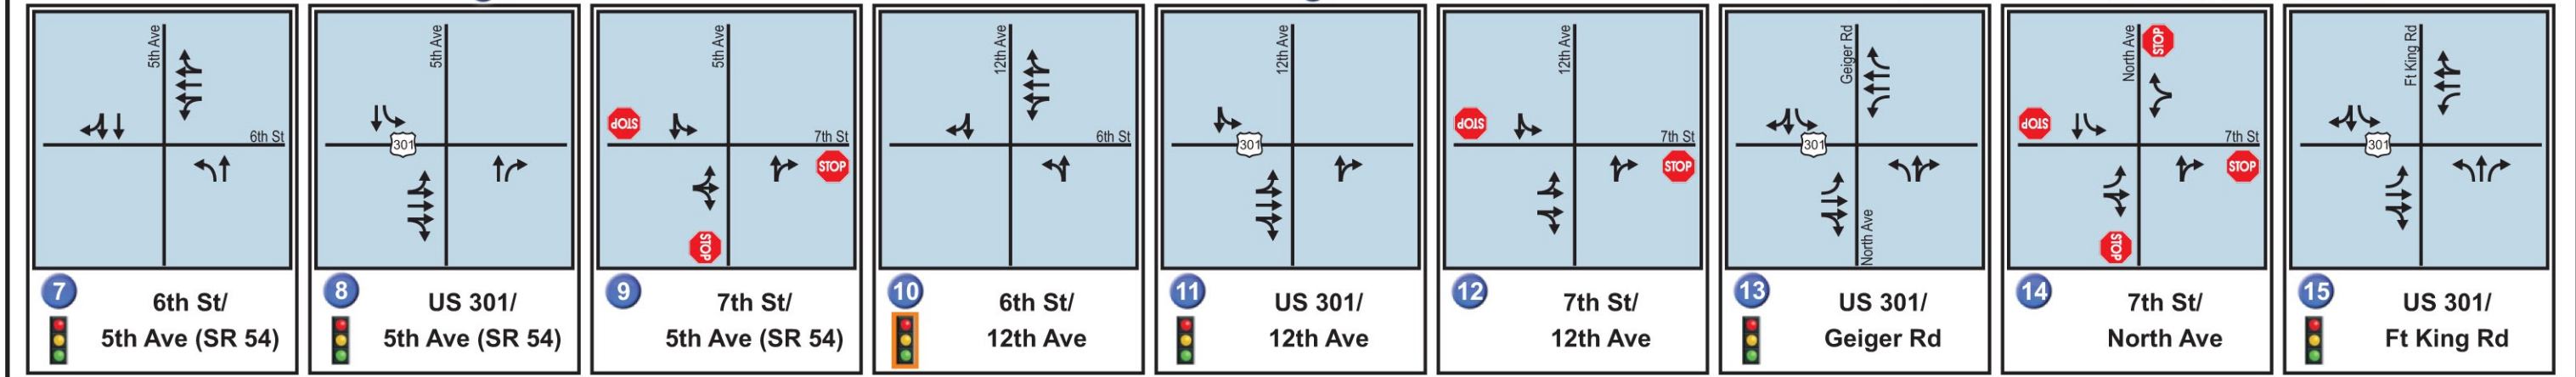 5th Ave
6th St
7
6th St/
5th Ave (SR 54)
5th Ave
301
8
US 301/
5th Ave (SR 54)
5th Ave
STOP
7th St
STOP
STOP
9
7th St/
5th Ave (SR 54)
12th Ave
6th St
10
6th St/
12th Ave
12th Ave
301
11
US 301/
12th Ave
12th Ave
STOP
7th St
STOP
12
7th St/
12th Ave
Geiger Rd
301
North Ave
13
US 301/
Geiger Rd
North Ave
STOP
STOP
7th St
STOP
STOP
14
7th St/
North Ave
Ft King Rd
301
15
US 301/
Ft King Rd